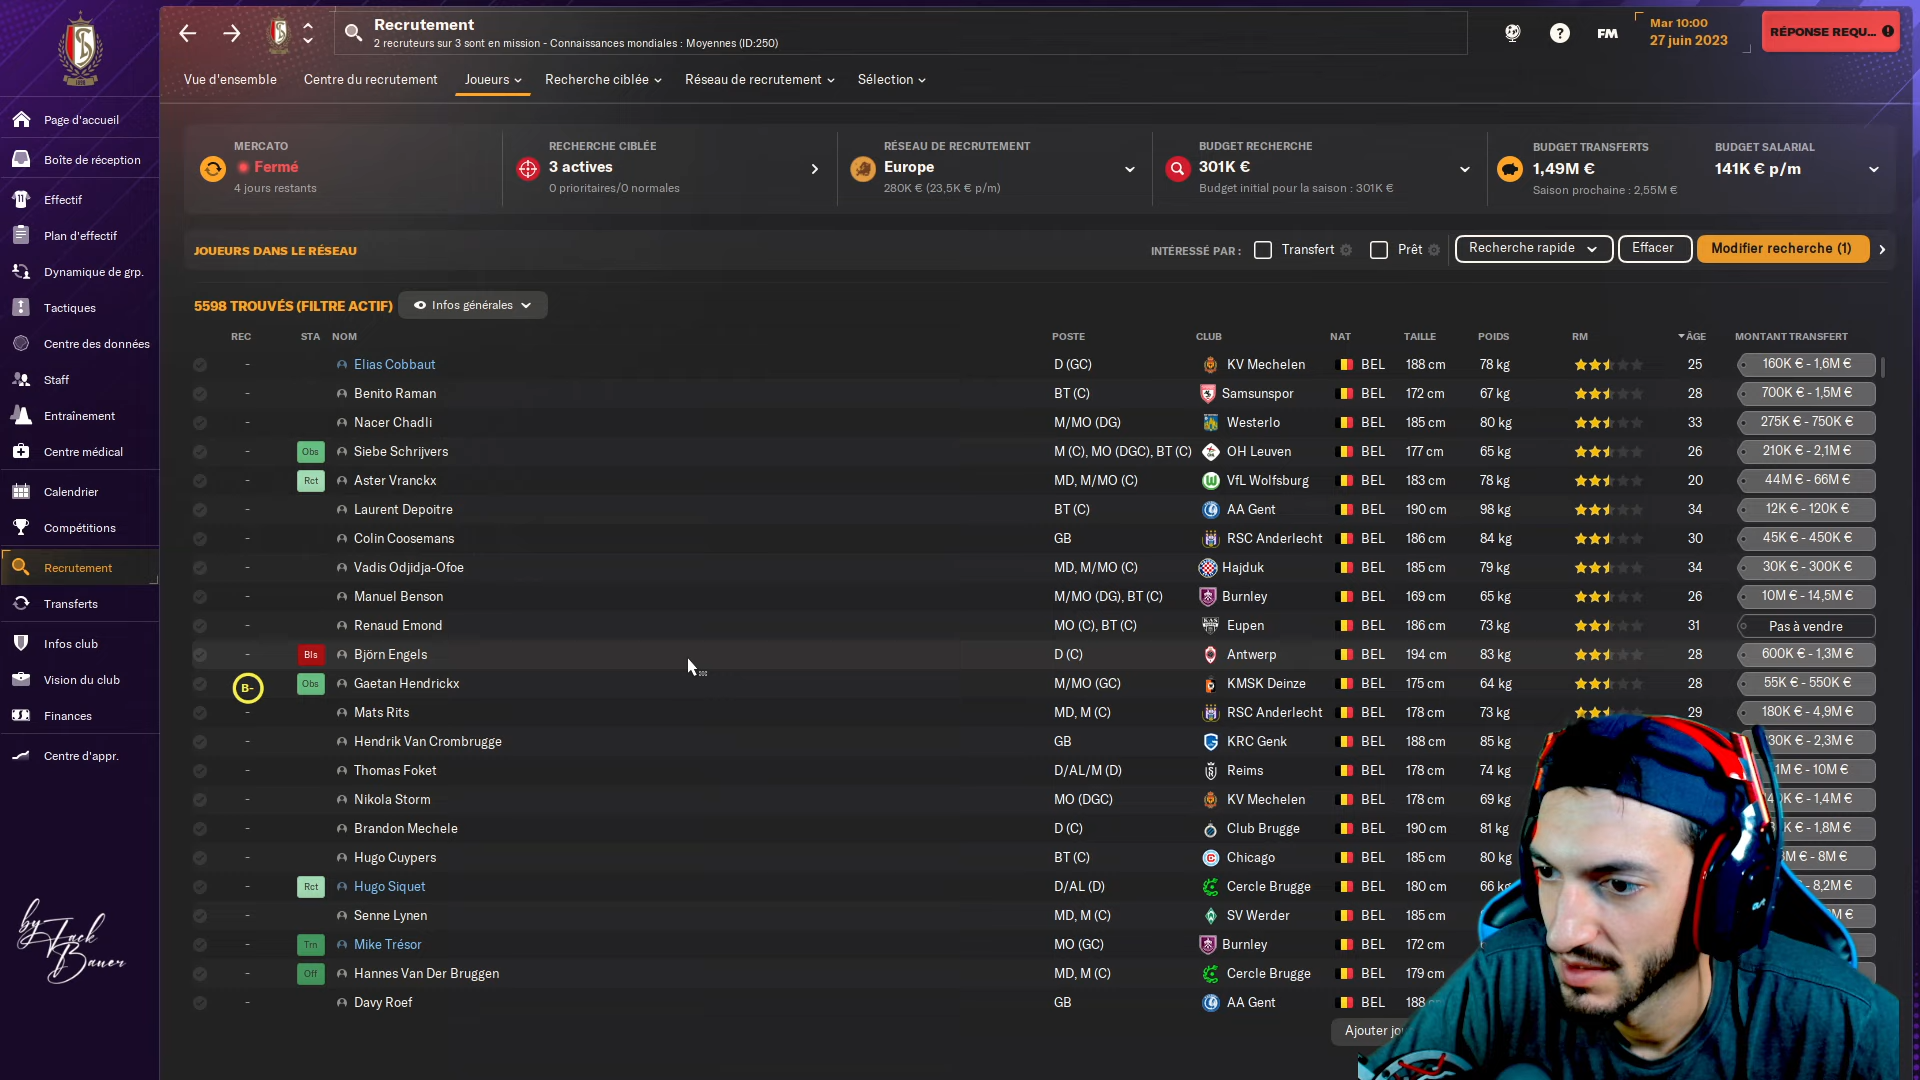 Recrutement
2 recruteurs sur 3 sont en mission - Connaissances mondiales : Moyennes (ID:250)
FM
Mar 10:00
27 juin 2023
RÉPONSE REQU...
Vue d'ensemble Centre du recrutement Joueurs Recherche ciblée Réseau de recrutement Sélection
Page d'accueil
Boîte de réception
Effectif
Plan d'effectif
Dynamique de grp.
Tactiques
Centre des données
Staff
Entraînement
Centre médical
Calendrier
Compétitions
Recrutement
Transferts
Infos club
Vision du club
Finances
Centre d'appr.
by Jack Bauer
MERCATO
Fermé
4 jours restants
RECHERCHE CIBLÉE
3 actives
0 prioritaires/0 normales
RÉSEAU DE RECRUTEMENT
Europe
280K € (23,5K € p/m)
BUDGET RECHERCHE
301K €
Budget initial pour la saison : 301K €
BUDGET TRANSFERTS
1,49M €
Saison prochaine : 2,55M €
BUDGET SALARIAL
141K € p/m
JOUEURS DANS LE RÉSEAU INTÉRESSÉ PAR : Transfert Prêt Recherche rapide Effacer Modifier recherche (1)
5598 TROUVÉS (FILTRE ACTIF) Infos générales
REC STA NOM POSTE CLUB NAT TAILLE POIDS RM ÂGE MONTANT TRANSFERT
- Elias Cobbaut D (GC) KV Mechelen BEL 188 cm 78 kg 25 160K € - 1,6M €
- Benito Raman BT (C) Samsunspor BEL 172 cm 67 kg 28 700K € - 1,5M €
- Nacer Chadli M/MO (DG) Westerlo BEL 185 cm 80 kg 33 275K € - 750K €
- Obs Siebe Schrijvers M (C), MO (DGC), BT (C) OH Leuven BEL 177 cm 65 kg 26 210K € - 2,1M €
- Rct Aster Vranckx MD, M/MO (C) VfL Wolfsburg BEL 183 cm 78 kg 20 44M € - 66M €
- Laurent Depoitre BT (C) AA Gent BEL 190 cm 98 kg 34 12K € - 120K €
- Colin Coosemans GB RSC Anderlecht BEL 186 cm 84 kg 30 45K € - 450K €
- Vadis Odjidja-Ofoe MD, M/MO (C) Hajduk BEL 185 cm 79 kg 34 30K € - 300K €
- Manuel Benson M/MO (DG), BT (C) Burnley BEL 169 cm 65 kg 26 10M € - 14,5M €
- Renaud Emond MO (C), BT (C) Eupen BEL 186 cm 73 kg 31 Pas à vendre
- Bls Björn Engels D (C) Antwerp BEL 194 cm 83 kg 28 600K € - 1,3M €
B- Obs Gaetan Hendrickx M/MO (GC) KMSK Deinze BEL 175 cm 64 kg 28 55K € - 550K €
- Mats Rits MD, M (C) RSC Anderlecht BEL 178 cm 73 kg 29 180K € - 4,9M €
- Hendrik Van Crombrugge GB KRC Genk BEL 188 cm 85 kg 30K € - 2,3M €
- Thomas Foket D/AL/M (D) Reims BEL 178 cm 74 kg 1M € - 10M €
- Nikola Storm MO (DGC) KV Mechelen BEL 178 cm 69 kg K € - 1,4M €
- Brandon Mechele D (C) Club Brugge BEL 190 cm 81 kg K € - 1,8M €
- Hugo Cuypers BT (C) Chicago BEL 185 cm 80 kg M € - 8M €
- Rct Hugo Siquet D/AL (D) Cercle Brugge BEL 180 cm 66 kg - 8,2M €
- Senne Lynen MD, M (C) SV Werder BEL 185 cm M €
- Trn Mike Trésor MO (GC) Burnley BEL 172 cm
- Off Hannes Van Der Bruggen MD, M (C) Cercle Brugge BEL 179 cm
- Davy Roef GB AA Gent BEL 188
Ajouter